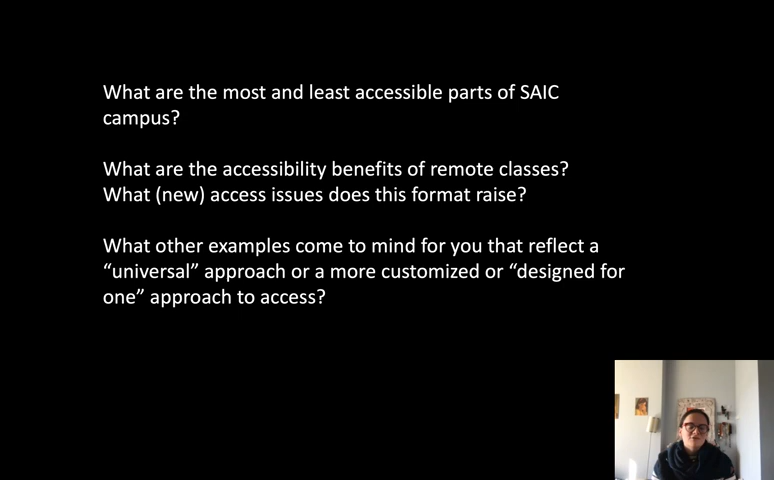 What are the most and least accessible parts of SAIC
campus?
What are the accessibility benefits of remote classes?
What (new) access issues does this format raise?
What other examples come to mind for you that reflect a
“universal” approach or a more customized or “designed for
one” approach to access?